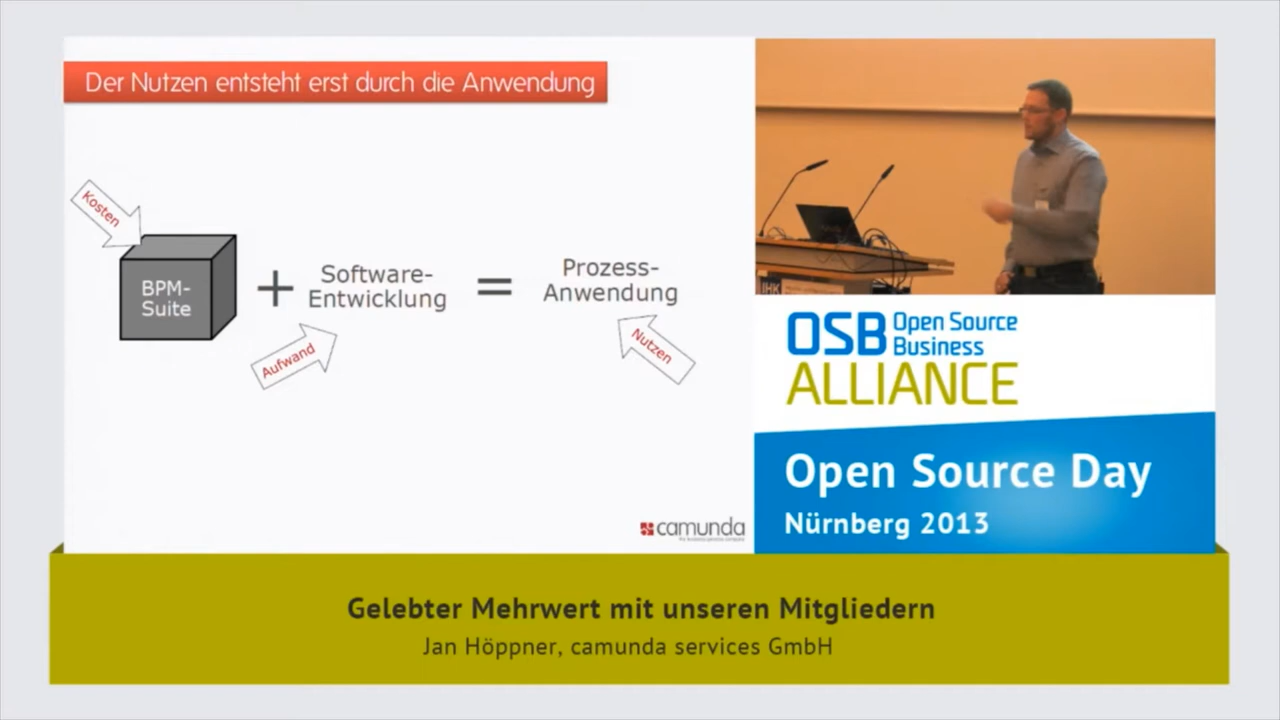 Der Nutzen entsteht erst durch die Anwendung
Kosten
BPM-
Suite
+
Software-
Entwicklung
=
Prozess-
Anwendung
Aufwand
Nutzen
camunda
IHK
OSB Open Source
Business
ALLIANCE
Open Source Day
Nürnberg 2013
Gelebter Mehrwert mit unseren Mitgliedern
Jan Höppner, camunda services GmbH